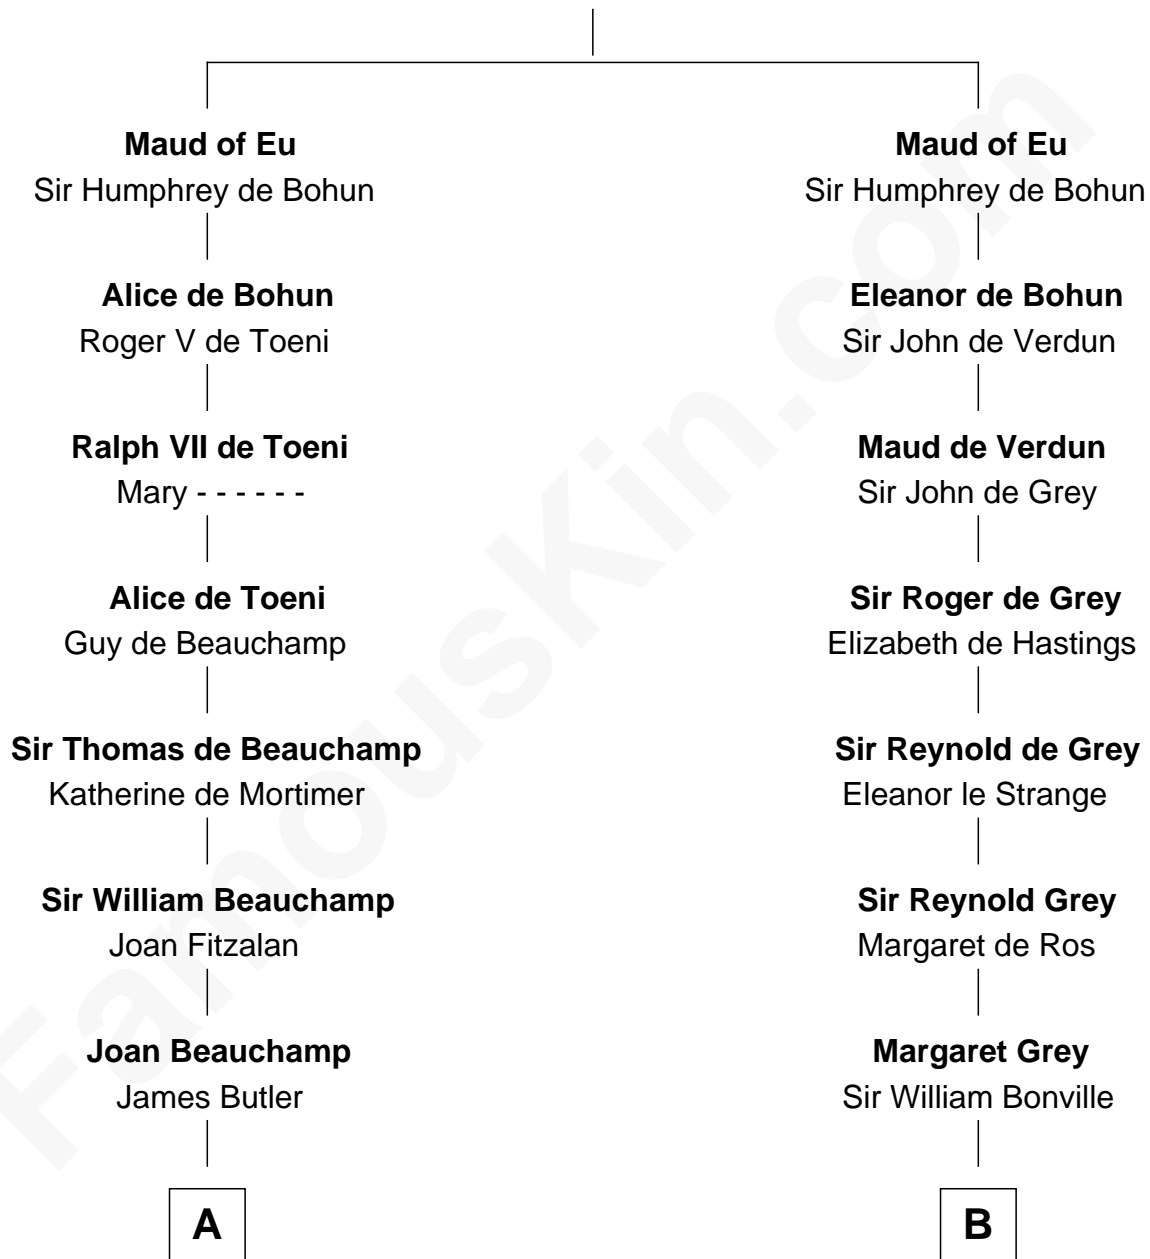 Maud of Eu
Sir Humphrey de Bohun
Alice de Bohun
Roger V de Toeni
Ralph VII de Toeni
Mary - - - - - -
Alice de Toeni
Guy de Beauchamp
Sir Thomas de Beauchamp
Katherine de Mortimer
Sir William Beauchamp
Joan Fitzalan
Joan Beauchamp
James Butler
A
Maud of Eu
Sir Humphrey de Bohun
Eleanor de Bohun
Sir John de Verdun
Maud de Verdun
Sir John de Grey
Sir Roger de Grey
Elizabeth de Hastings
Sir Reynold de Grey
Eleanor le Strange
Sir Reynold Grey
Margaret de Ros
Margaret Grey
Sir William Bonville
B
FamousKin.com